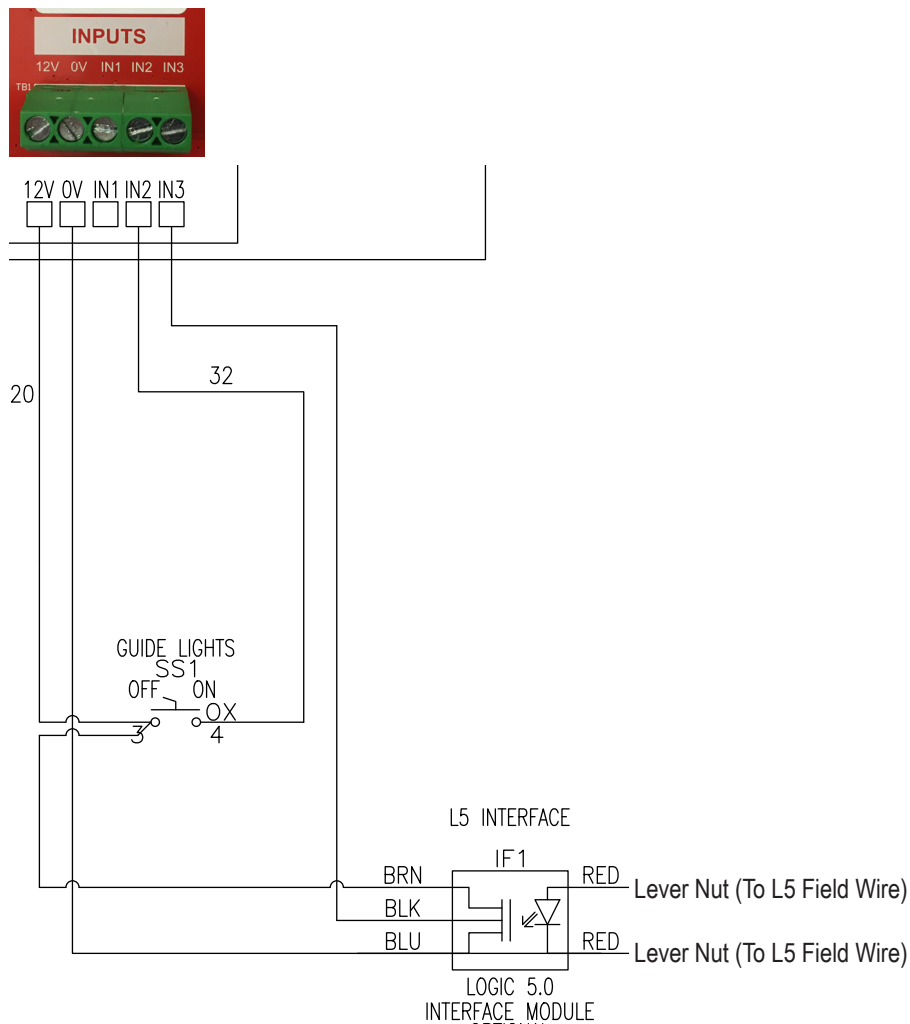 INPUTS
12V 0V IN1 IN2 IN3
TB1
12V 0V IN1 IN2 IN3
20
32
GUIDE LIGHTS
SS1
OFF ON
OX
3 4
L5 INTERFACE
IF1
BRN RED Lever Nut (To L5 Field Wire)
BLK
BLU RED Lever Nut (To L5 Field Wire)
LOGIC 5.0
INTERFACE MODULE
OPTIONAL